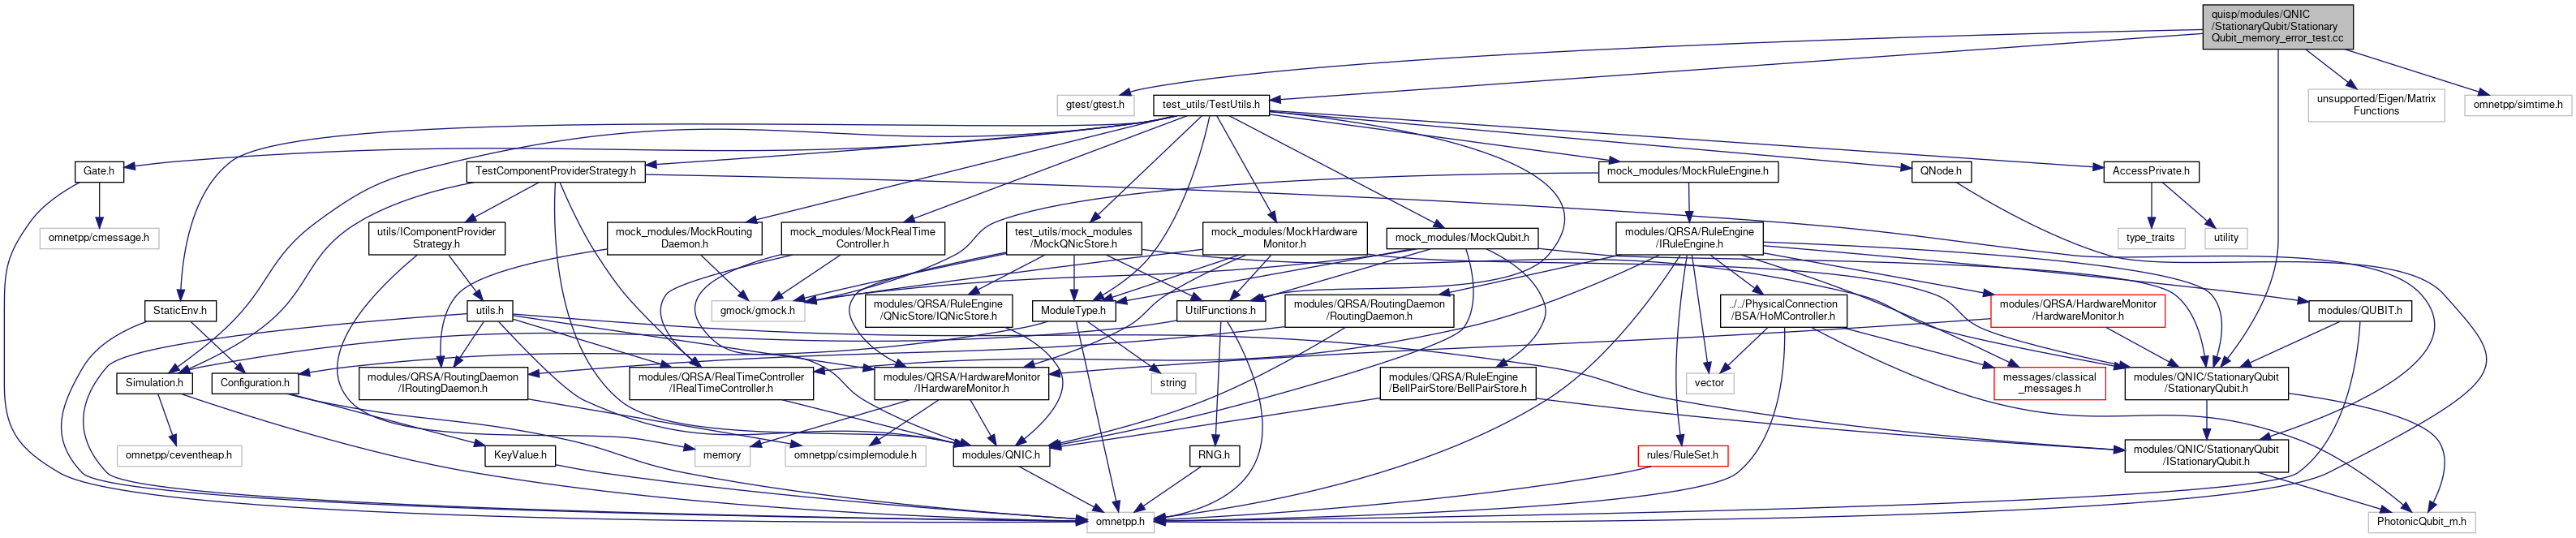 quisp/modules/QNIC
/StationaryQubit/Stationary
Qubit_memory_error_test.cc
gtest/gtest.h
test_utils/TestUtils.h
unsupported/Eigen/Matrix
Functions
omnetpp/simtime.h
Gate.h
TestComponentProviderStrategy.h
mock_modules/MockRuleEngine.h
QNode.h
AccessPrivate.h
omnetpp/cmessage.h
utils/IComponentProvider
Strategy.h
mock_modules/MockRouting
Daemon.h
mock_modules/MockRealTime
Controller.h
test_utils/mock_modules
/MockQNicStore.h
mock_modules/MockHardware
Monitor.h
mock_modules/MockQubit.h
modules/QRSA/RuleEngine
/IRuleEngine.h
type_traits
utility
StaticEnv.h
utils.h
gmock/gmock.h
modules/QRSA/RuleEngine
/QNicStore/IQNicStore.h
ModuleType.h
UtilFunctions.h
modules/QRSA/RoutingDaemon
/RoutingDaemon.h
../../PhysicalConnection
/BSA/HoMController.h
modules/QRSA/HardwareMonitor
/HardwareMonitor.h
modules/QUBIT.h
Simulation.h
Configuration.h
modules/QRSA/RoutingDaemon
/IRoutingDaemon.h
modules/QRSA/RealTimeController
/IRealTimeController.h
modules/QRSA/HardwareMonitor
/IHardwareMonitor.h
string
modules/QRSA/RuleEngine
/BellPairStore/BellPairStore.h
vector
messages/classical
_messages.h
modules/QNIC/StationaryQubit
/StationaryQubit.h
omnetpp/ceventheap.h
KeyValue.h
memory
omnetpp/csimplemodule.h
modules/QNIC.h
RNG.h
rules/RuleSet.h
modules/QNIC/StationaryQubit
/IStationaryQubit.h
omnetpp.h
PhotonicQubit_m.h